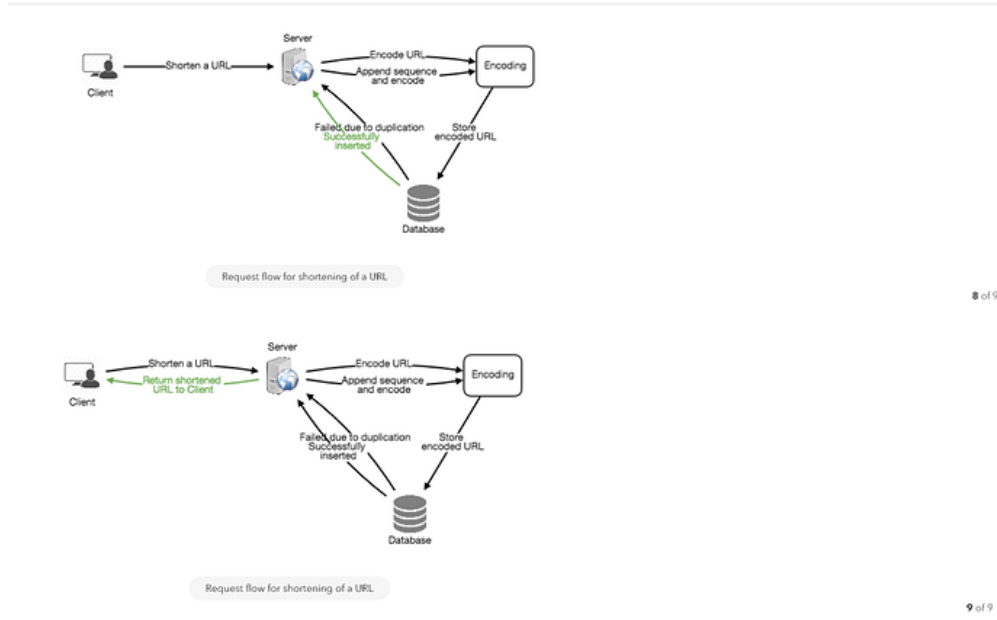 Server
Shorten a URL
Encode URL
Append sequence
and encode
Encoding
Client
Failed due to duplication
Successfully
inserted
Store
encoded URL
Database
Request flow for shortening of a URL
8 of 9
Server
Shorten a URL
Return shortened
URL to Client
Encode URL
Append sequence
and encode
Encoding
Client
Failed due to duplication
Successfully
inserted
Store
encoded URL
Database
Request flow for shortening of a URL
9 of 9